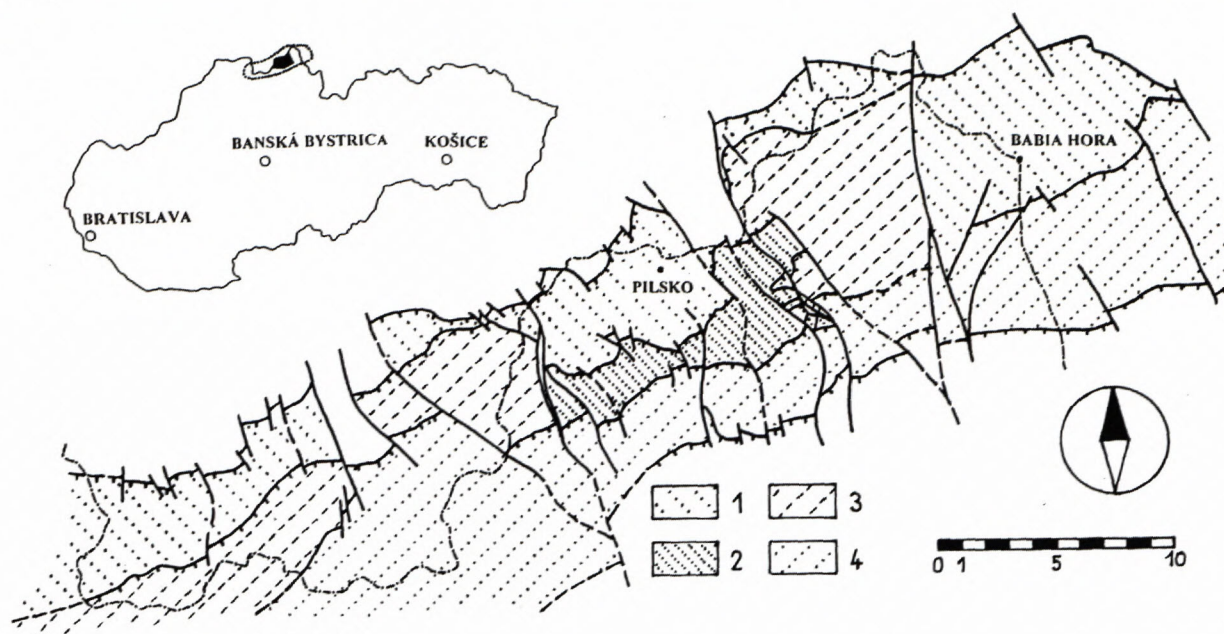 BANSKÁ BYSTRICA
KOŠICE
BRATISLAVA
BABIA HORA
PILSKO
1 3
2 4
0 1 5 10